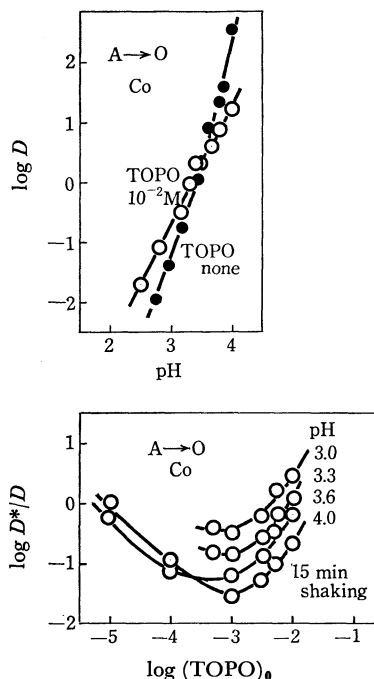 A→O
Co
2
1
0
−1
−2
log D
TOPO
10⁻²M
TOPO
none
2 3 4
pH
A→O
Co
1
0
−1
−2
log D*/D
pH
3.0
3.3
3.6
4.0
15 min
shaking
−5 −4 −3 −2 −1
log (TOPO)₀